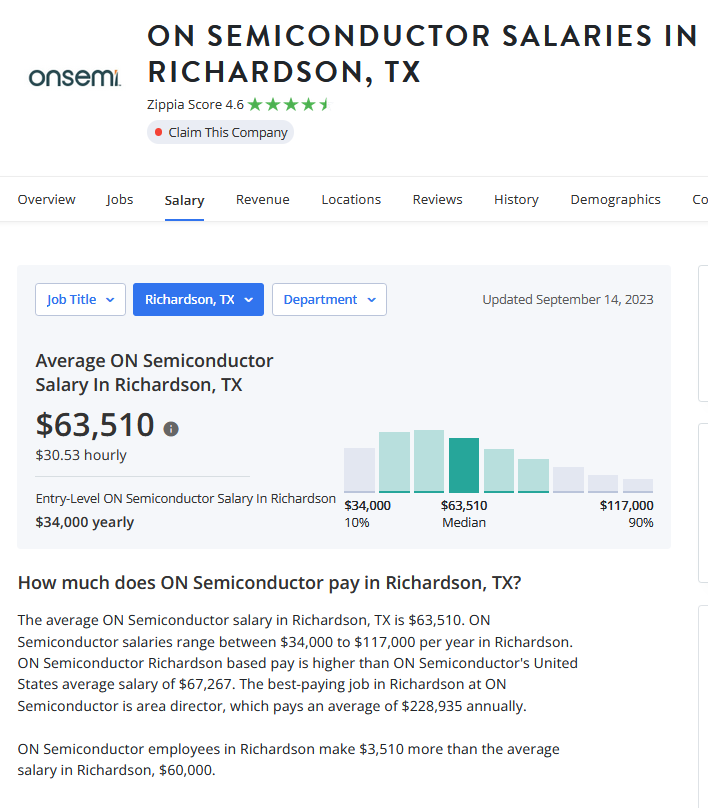 ON SEMICONDUCTOR SALARIES IN
RICHARDSON, TX
onsemi.
Zippia Score 4.6
Claim This Company
Overview Jobs Salary Revenue Locations Reviews History Demographics Co
Job Title Richardson, TX Department Updated September 14, 2023
Average ON Semiconductor
Salary In Richardson, TX
$63,510
$30.53 hourly
Entry-Level ON Semiconductor Salary In Richardson
$34,000 yearly
$34,000 $63,510 $117,000
10% Median 90%
How much does ON Semiconductor pay in Richardson, TX?
The average ON Semiconductor salary in Richardson, TX is $63,510. ON
Semiconductor salaries range between $34,000 to $117,000 per year in Richardson.
ON Semiconductor Richardson based pay is higher than ON Semiconductor's United
States average salary of $67,267. The best-paying job in Richardson at ON
Semiconductor is area director, which pays an average of $228,935 annually.
ON Semiconductor employees in Richardson make $3,510 more than the average
salary in Richardson, $60,000.